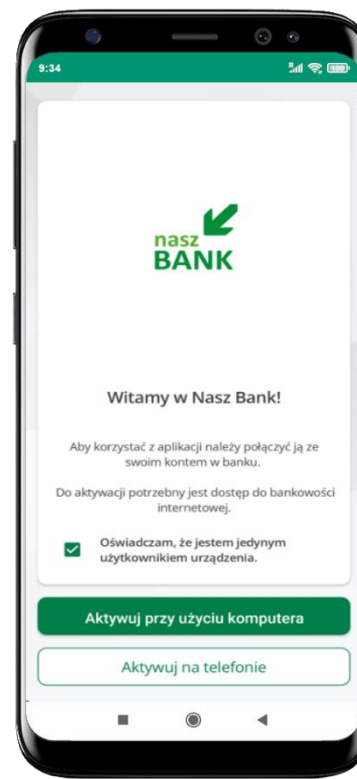 9:34
nasz
BANK
Witamy w Nasz Bank!
Aby korzystać z aplikacji należy połączyć ją ze
swoim kontem w banku.
Do aktywacji potrzebny jest dostęp do bankowości
internetowej.
Oświadczam, że jestem jedynym
użytkownikiem urządzenia.
Aktywuj przy użyciu komputera
Aktywuj na telefonie